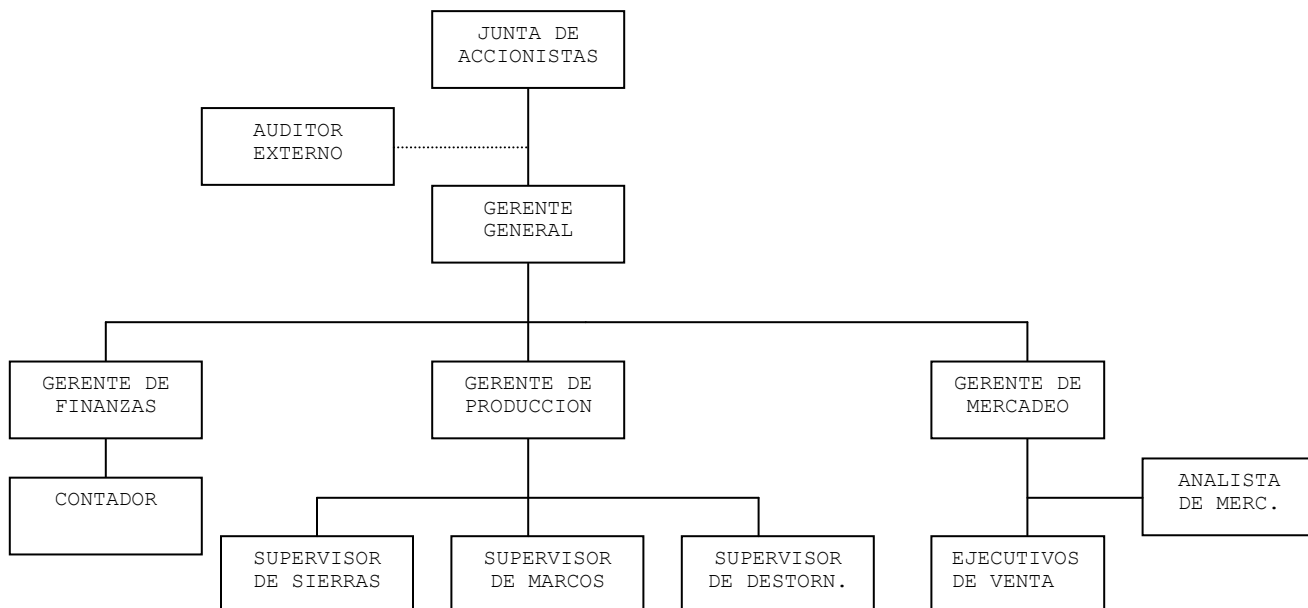 JUNTA DE
ACCIONISTAS
AUDITOR
EXTERNO
GERENTE
GENERAL
GERENTE DE
FINANZAS
GERENTE DE
PRODUCCION
GERENTE DE
MERCADEO
CONTADOR
ANALISTA
DE MERC.
SUPERVISOR
DE SIERRAS
SUPERVISOR
DE MARCOS
SUPERVISOR
DE DESTORN.
EJECUTIVOS
DE VENTA